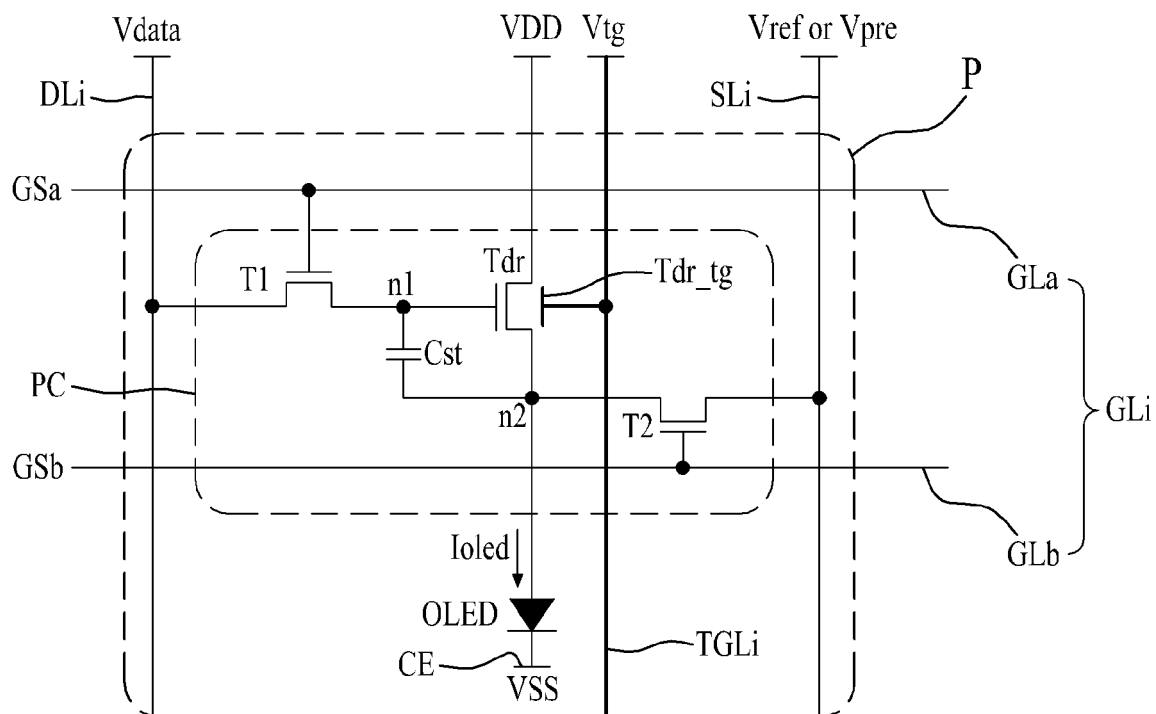 Vdata
VDD
Vtg
Vref or Vpre
DLi
SLi
P
GSa
T1
n1
Tdr
Tdr_tg
GLa
Cst
PC
n2
T2
GLi
GSb
Ioled
GLb
OLED
CE
VSS
TGLi